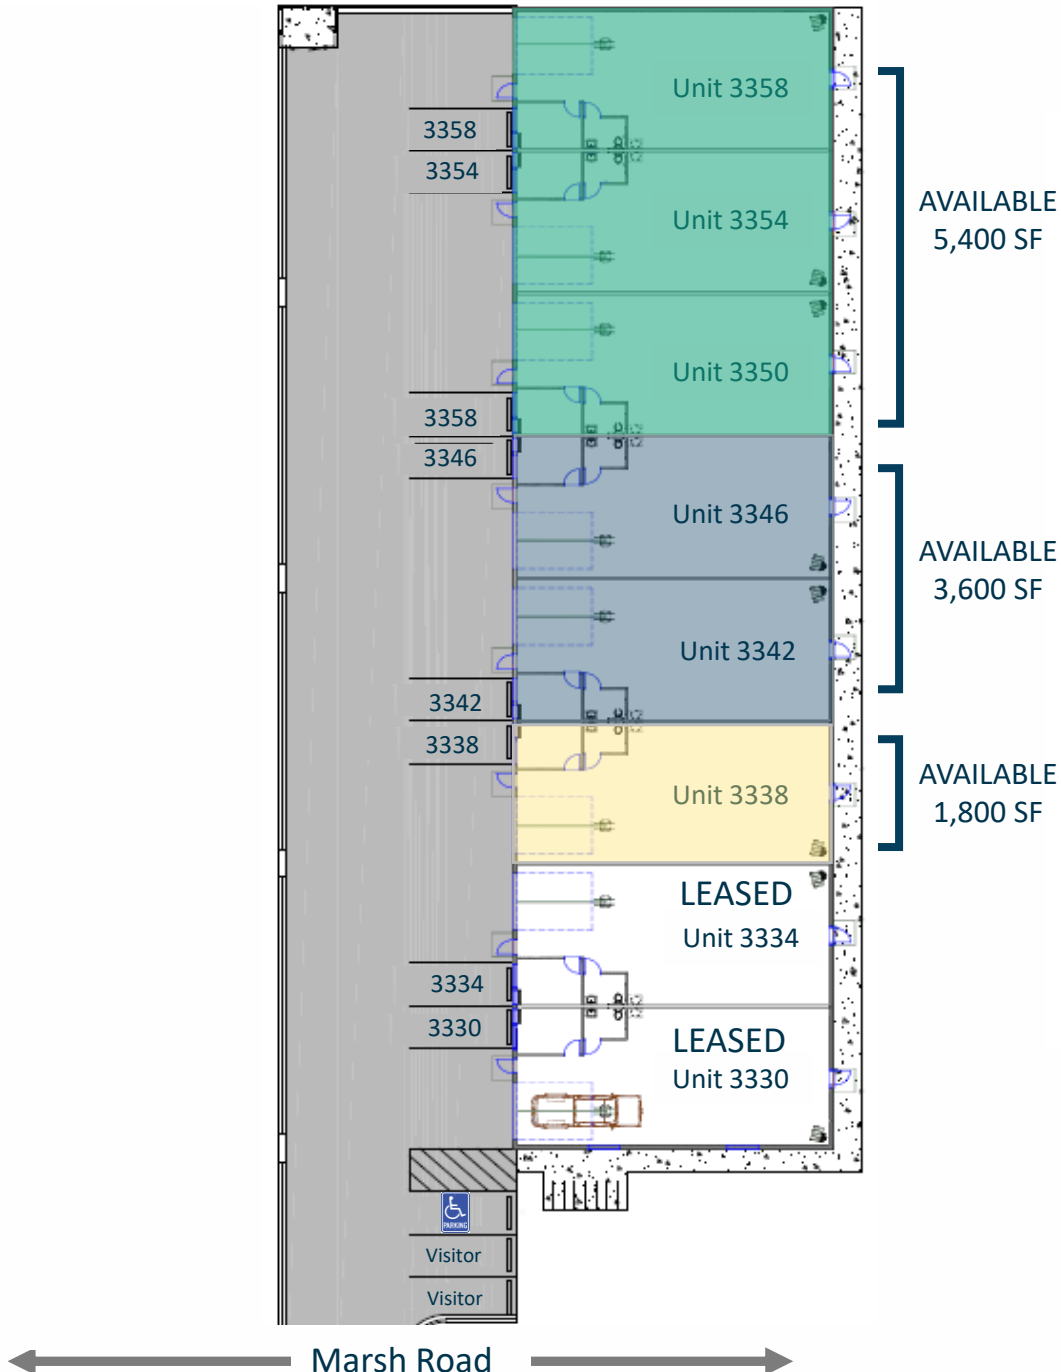 Unit 3358
3358
3354
AVAILABLE
5,400 SF
Unit 3354
Unit 3350
3358
3346
Unit 3346
AVAILABLE
3,600 SF
Unit 3342
3342
3338
AVAILABLE
1,800 SF
Unit 3338
LEASED
Unit 3334
3334
3330
LEASED
Unit 3330
PARKING
Visitor
Visitor
Marsh Road